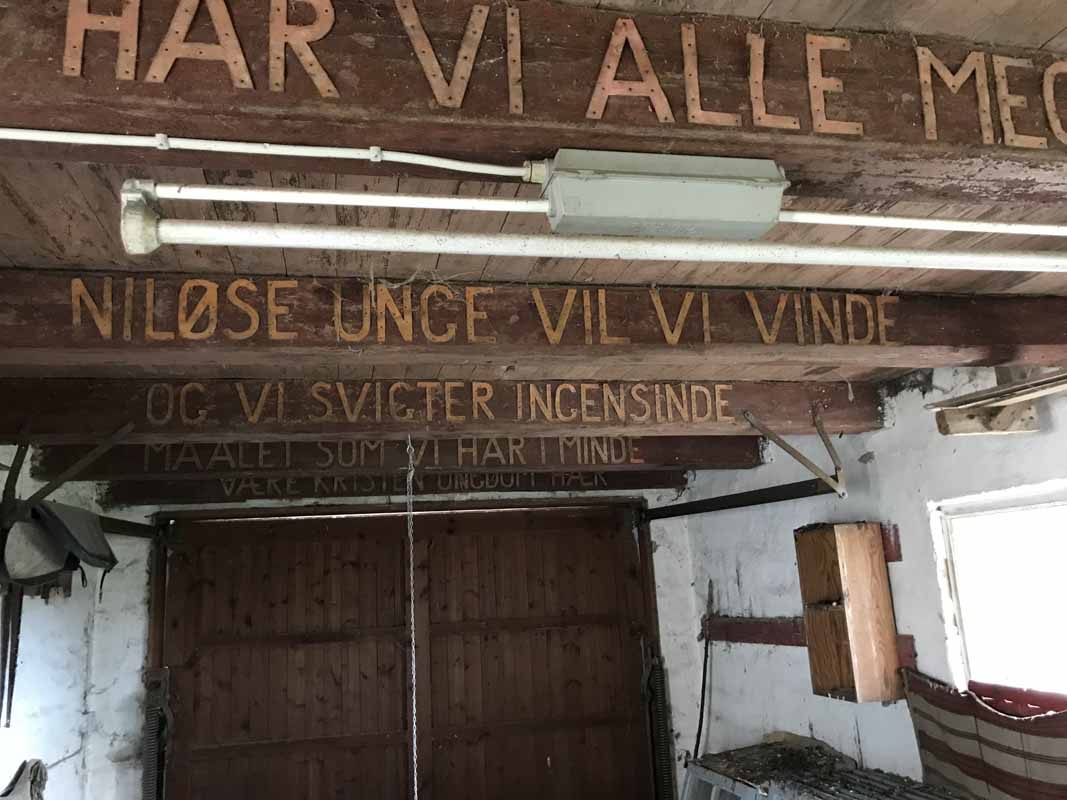 HAR VI ALLE MEG
NILØSE UNGE VIL VI VINDE
OG VI SVIGTER INGENSINDE
MAALET SOM VI HAR I MINDE
VÆRE KRISTEN UNGDOM HÆR